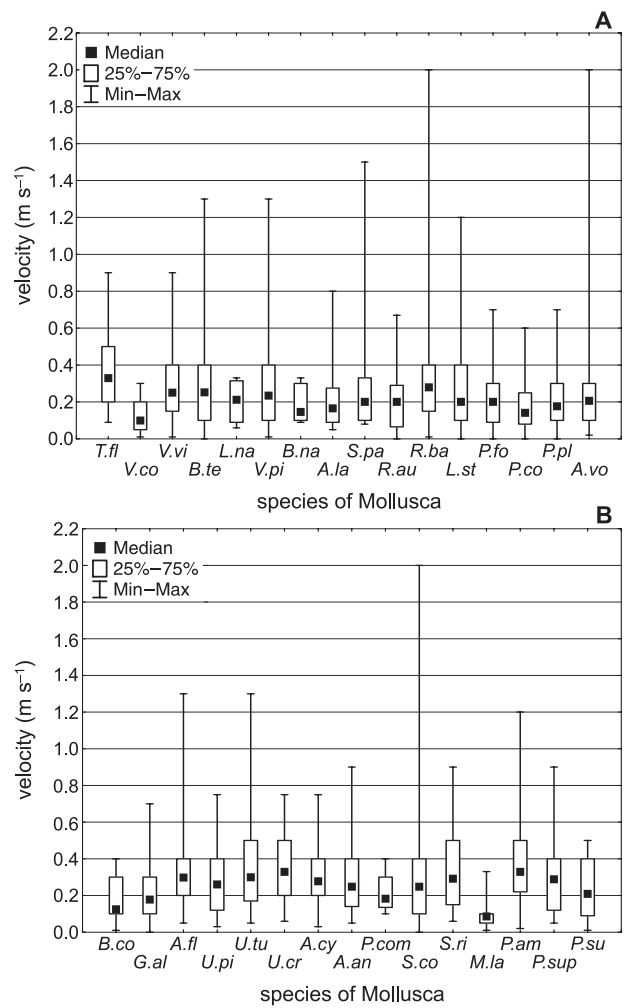 A
Median
25%–75%
Min–Max
2.2
2.0
1.8
1.6
1.4
1.2
1.0
0.8
0.6
0.4
0.2
0.0
velocity (m s⁻¹)
T.fl V.vi L.na B.na S.pa R.ba P.fo P.pl
V.co B.te V.pi A.la R.au L.st P.co A.vo
species of Mollusca
B
Median
25%–75%
Min–Max
2.2
2.0
1.8
1.6
1.4
1.2
1.0
0.8
0.6
0.4
0.2
0.0
velocity (m s⁻¹)
B.co A.fl U.tu A.cy P.com S.ri P.am P.su
G.al U.pi U.cr A.an S.co M.la P.sup
species of Mollusca